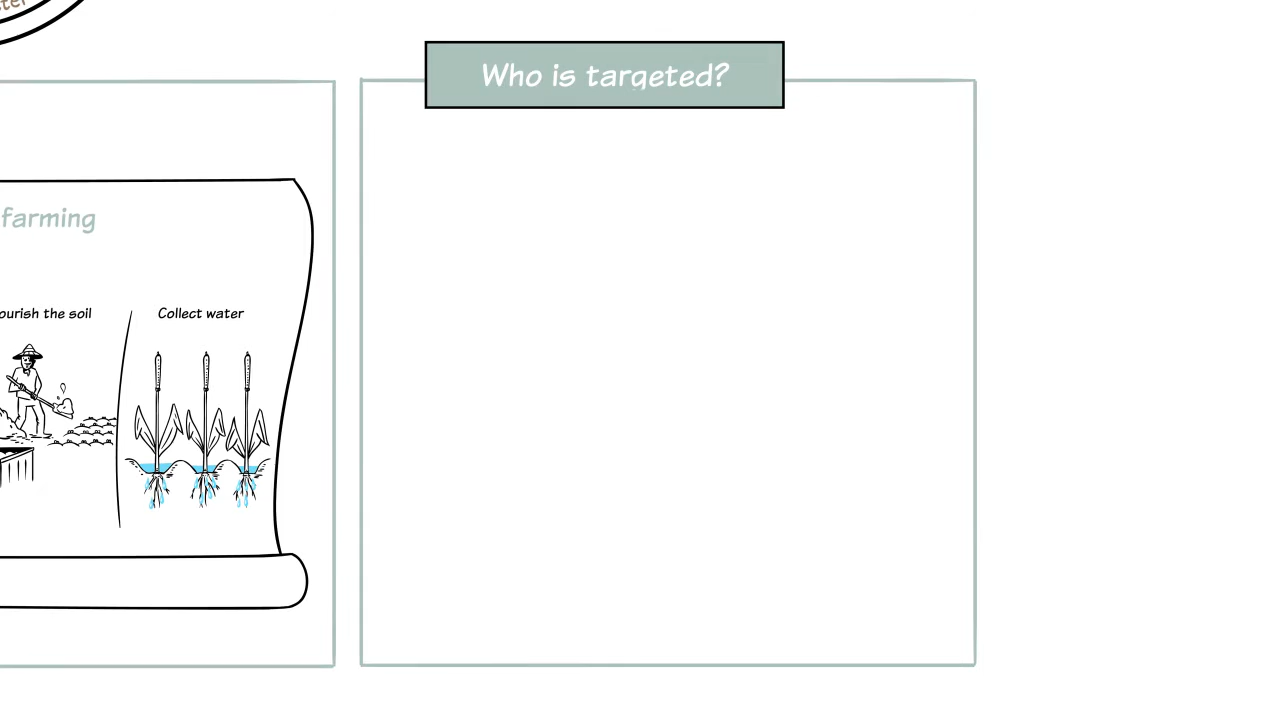 Who is targeted?
farming
ourish the soil
Collect water